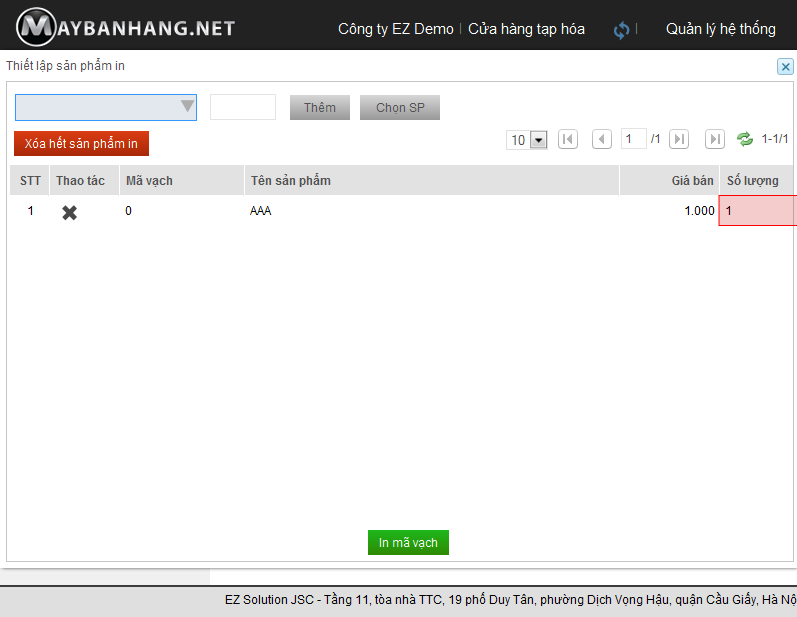 MAYBANHANG.NET Công ty EZ Demo Cửa hàng tạp hóa Quản lý hệ thống
Thiết lập sản phẩm in
Thêm Chọn SP
Xóa hết sản phẩm in 10 1 /1 1-1/1
STT Thao tác Mã vạch Tên sản phẩm Giá bán Số lượng
1 0 AAA 1.000 1
In mã vạch
EZ Solution JSC - Tầng 11, tòa nhà TTC, 19 phố Duy Tân, phường Dịch Vọng Hậu, quận Cầu Giấy, Hà Nộ